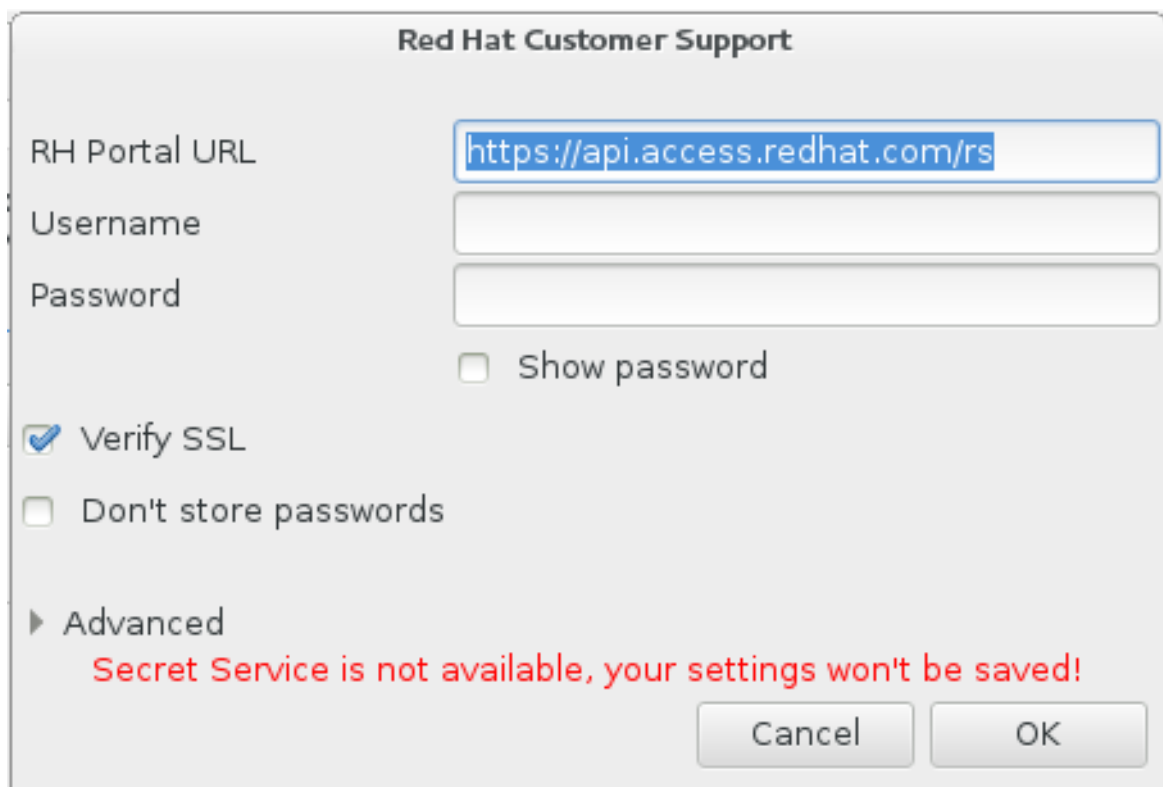 Red Hat Customer Support
RH Portal URL https://api.access.redhat.com/rs
Username
Password
Show password
Verify SSL
Don't store passwords
Advanced
Secret Service is not available, your settings won't be saved!
Cancel OK